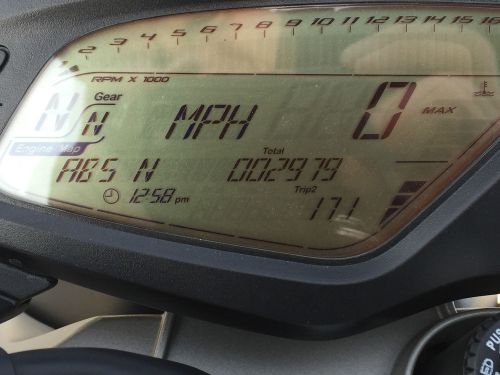 1 2 3 4 5 6 7 8 9 10 11 12 13 14 15 16
RPM X 1000
Gear
N N MPH 0 MAX
Engine Map
Total
ABS N 002979
12:58 pm
Trip2
171